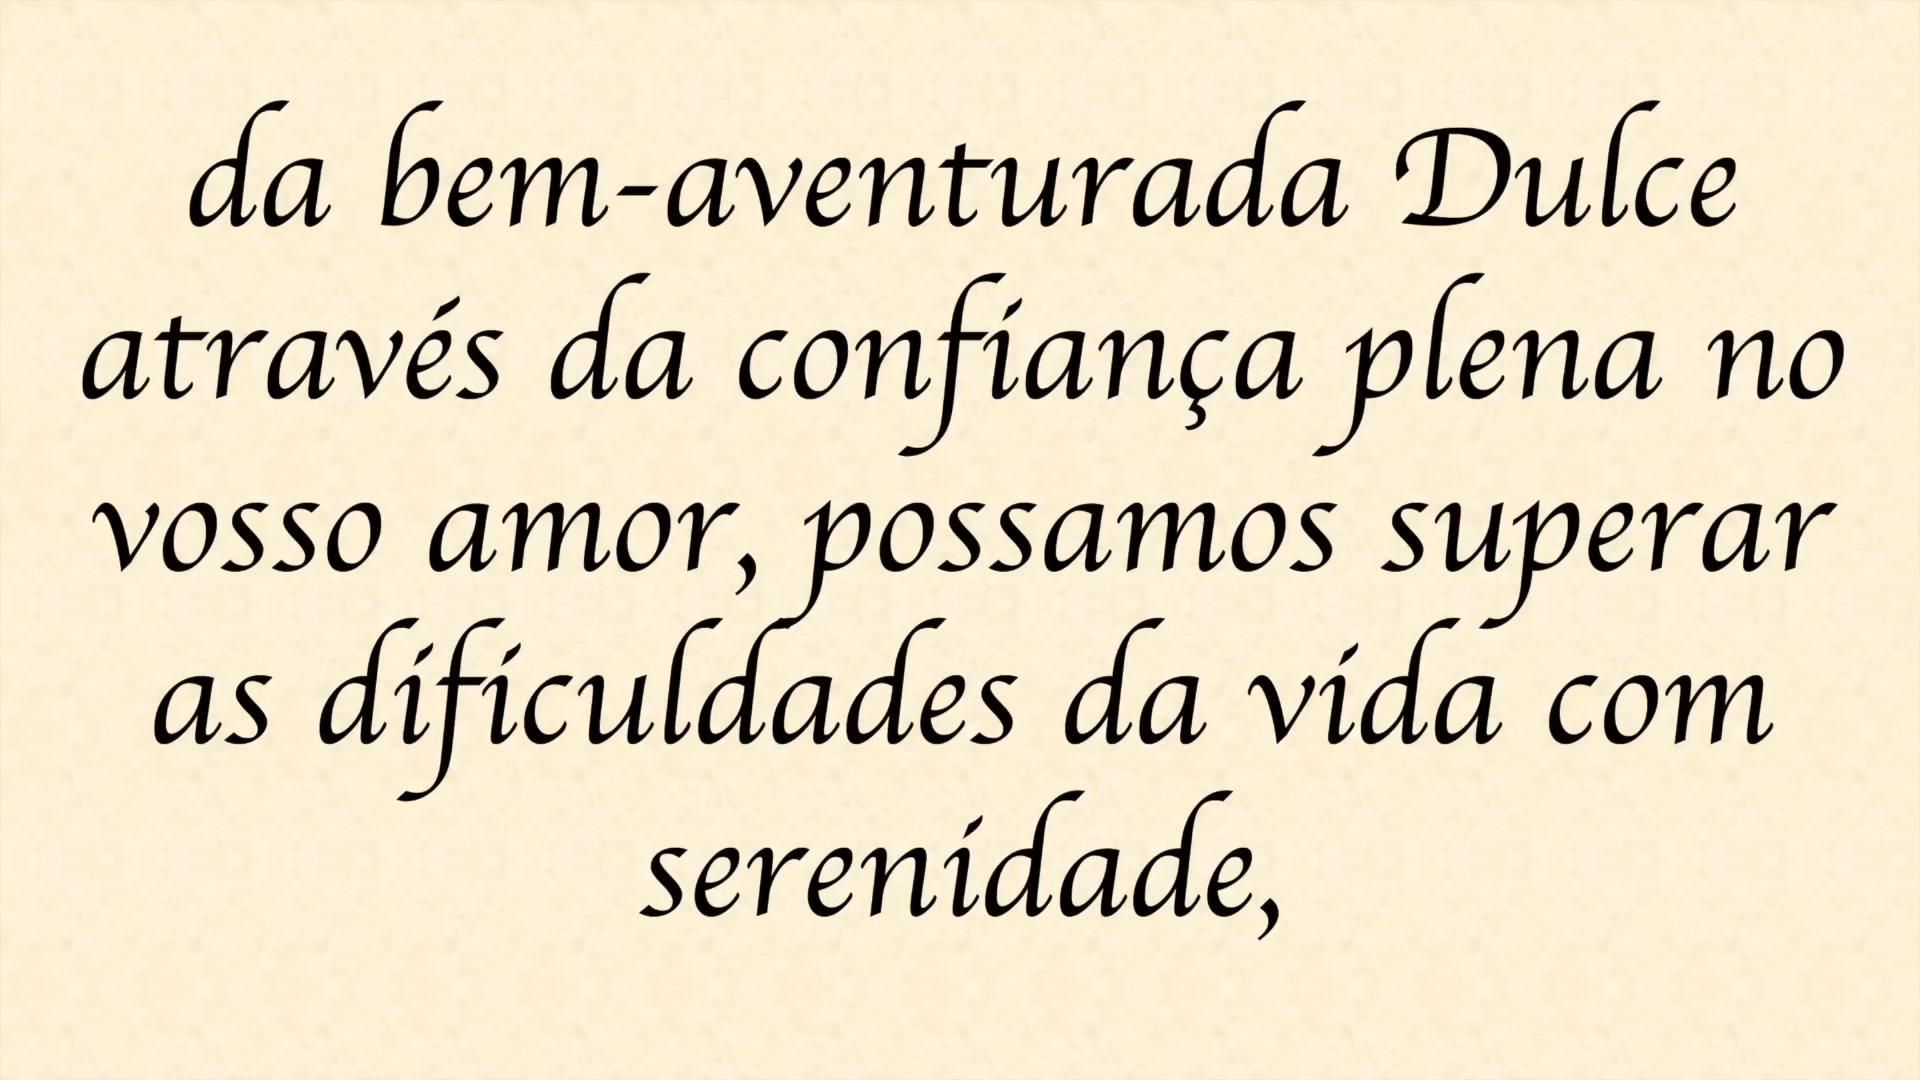 da bem-aventurada Dulce
através da confiança plena no
vosso amor, possamos superar
as dificuldades da vida com
serenidade,